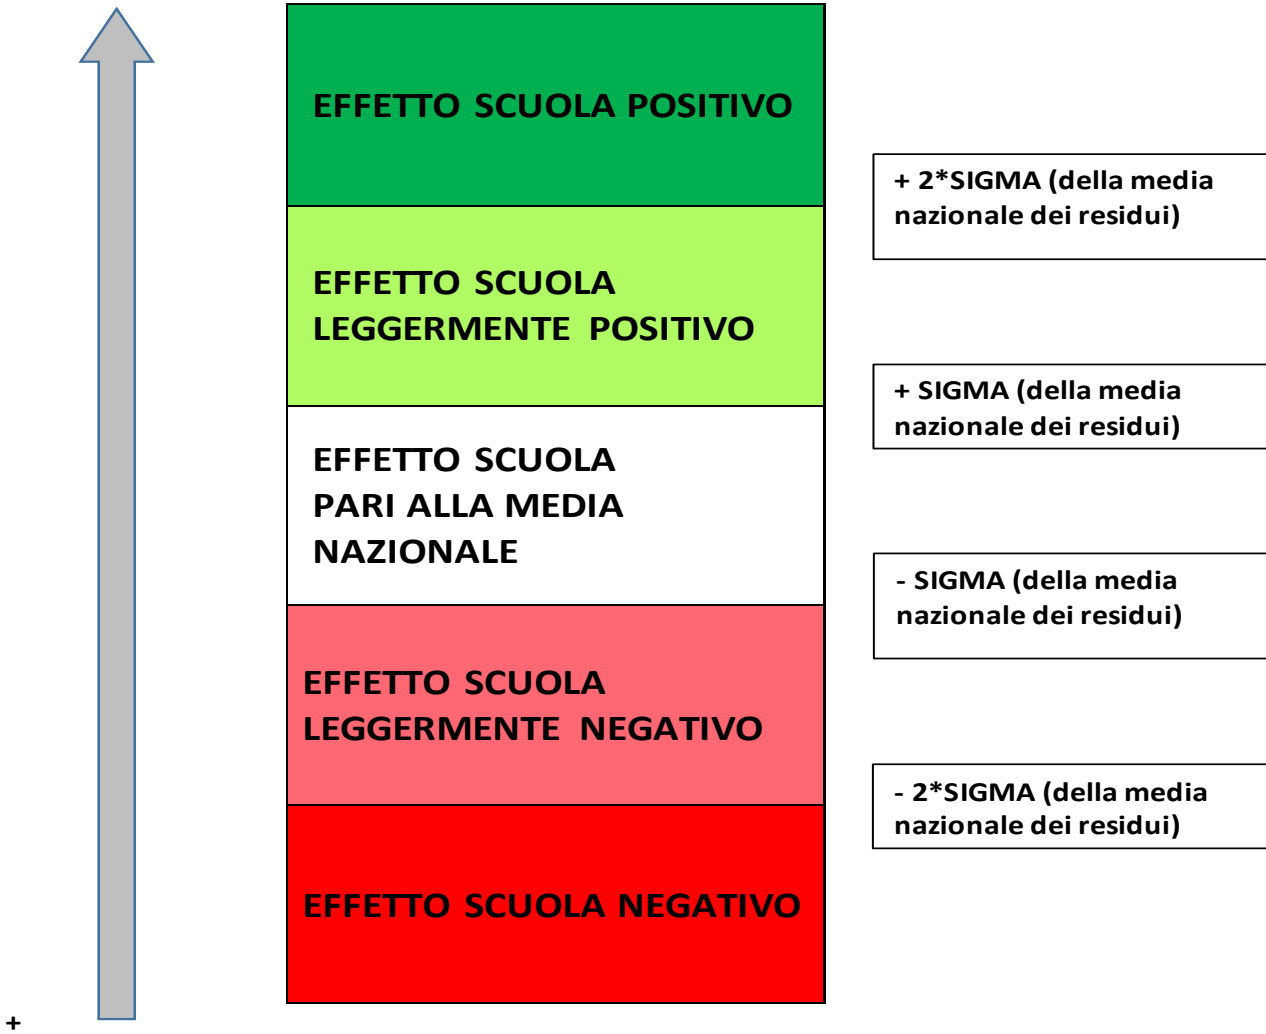 EFFETTO SCUOLA POSITIVO
+ 2*SIGMA (della media
nazionale dei residui)
EFFETTO SCUOLA
LEGGERMENTE POSITIVO
+ SIGMA (della media
nazionale dei residui)
EFFETTO SCUOLA
PARI ALLA MEDIA
NAZIONALE
- SIGMA (della media
nazionale dei residui)
EFFETTO SCUOLA
LEGGERMENTE NEGATIVO
- 2*SIGMA (della media
nazionale dei residui)
EFFETTO SCUOLA NEGATIVO
+